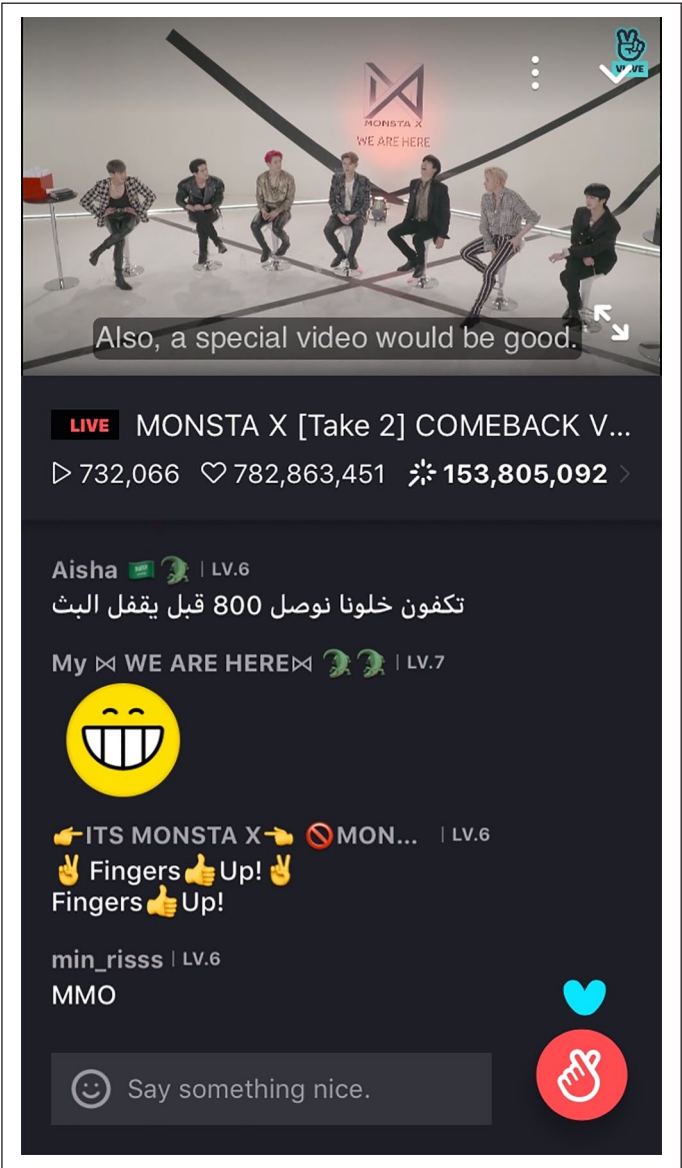 VLIVE
MONSTA X
WE ARE HERE
Also, a special video would be good.
LIVE MONSTA X [Take 2] COMEBACK V...
732,066 782,863,451 153,805,092
Aisha 🇸🇦🐊 | LV.6
تكفون خلونا نوصل 800 قبل يقفل البث
My ⋈ WE ARE HERE⋈ 🐊🐊 | LV.7
👉ITS MONSTA X👈 🚫MON... | LV.6
✌️ Fingers👍Up!✌️
Fingers👍Up!
min_risss | LV.6
MMO
Say something nice.